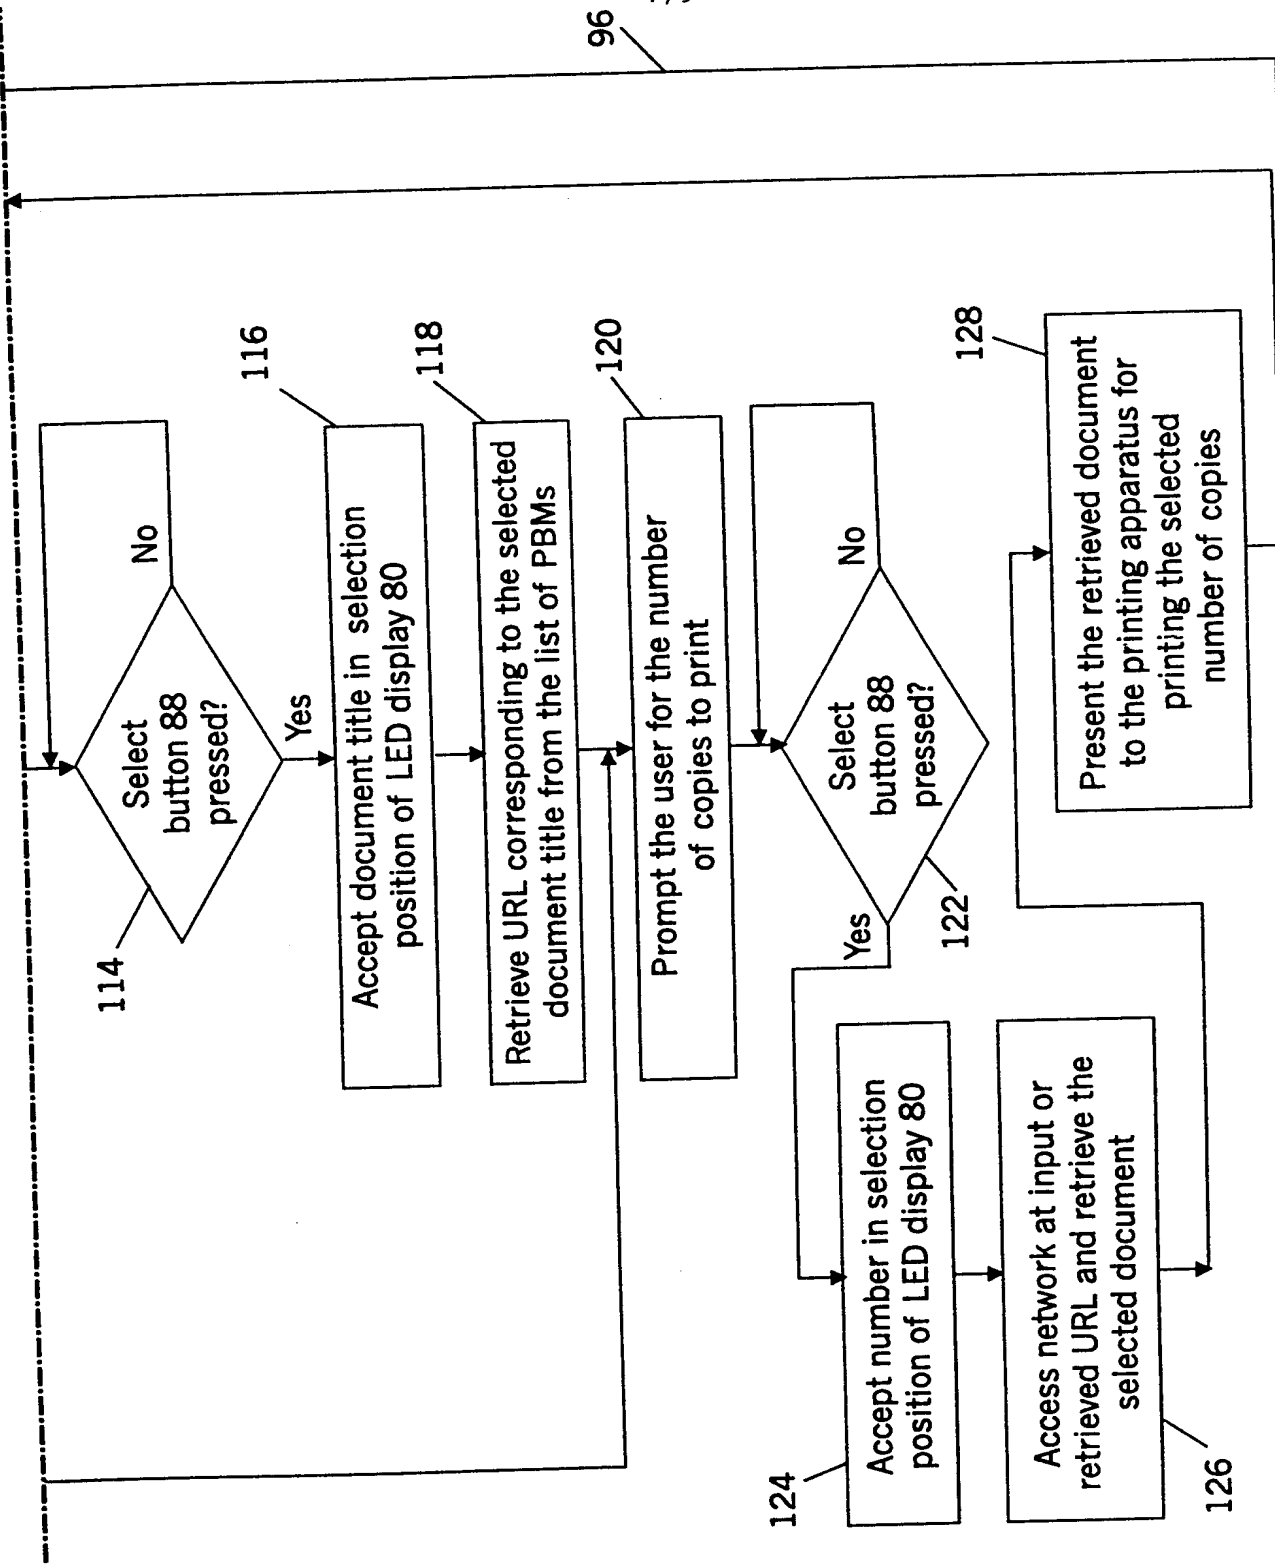 96
114
Select
button 88
pressed?
No
Yes
116
Accept document title in selection
position of LED display 80
118
Retrieve URL corresponding to the selected
document title from the list of PBMs
120
Prompt the user for the number
of copies to print
Select
button 88
pressed?
No
Yes
122
124
Accept number in selection
position of LED display 80
Access network at input or
retrieved URL and retrieve the
selected document
126
128
Present the retrieved document
to the printing apparatus for
printing the selected
number of copies